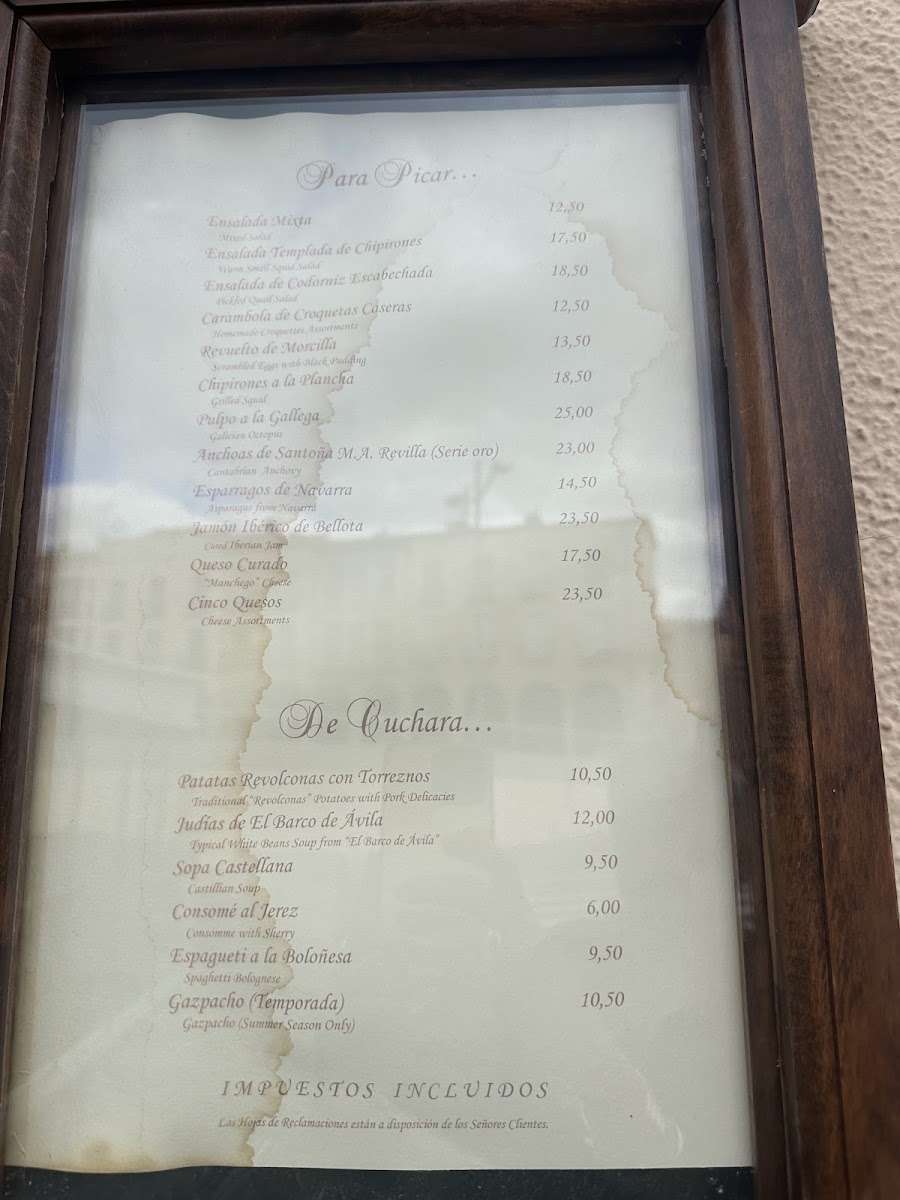 Para Picar...
Ensalada Mixta 12,50
Mixed Salad
Ensalada Templada de Chipirones 17,50
Warm Small Squid Salad
Ensalada de Codorniz Escabechada 18,50
Pickled Quail Salad
Carambola de Croquetas Caseras 12,50
Homemade Croquettes Assortments
Revuelto de Morcilla 13,50
Scrambled Eggs with Black Pudding
Chipirones a la Plancha 18,50
Grilled Squid
Pulpo a la Gallega 25,00
Galician Octopus
Anchoas de Santoña M.A. Revilla (Serie oro) 23,00
Cantabrian Anchovy
Esparragos de Navarra 14,50
Asparagus from Navarra
Jamón Ibérico de Bellota 23,50
Cured Iberian Jam
Queso Curado 17,50
"Manchego" Cheese
Cinco Quesos 23,50
Cheese Assortments
De Cuchara...
Patatas Revolconas con Torreznos 10,50
Traditional "Revolconas" Potatoes with Pork Delicacies
Judías de El Barco de Ávila 12,00
Typical White Beans Soup from "El Barco de Ávila"
Sopa Castellana 9,50
Castillian Soup
Consomé al Jerez 6,00
Consomme with Sherry
Espagueti a la Boloñesa 9,50
Spaghetti Bolognese
Gazpacho (Temporada) 10,50
Gazpacho (Summer Season Only)
IMPUESTOS INCLUIDOS
Las Hojas de Reclamaciones están a disposición de los Señores Clientes.